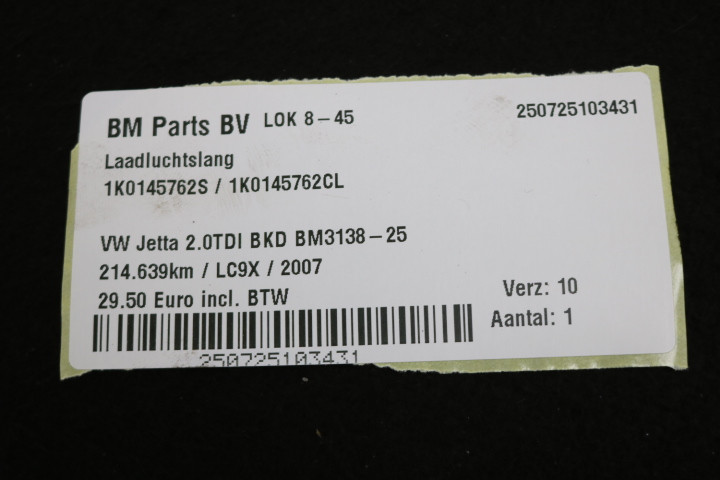 BM Parts BV LOK 8-45 250725103431
Laadluchtslang
1K0145762S / 1K0145762CL
VW Jetta 2.0TDI BKD BM3138-25
214.639km / LC9X / 2007
29.50 Euro incl. BTW
Verz: 10
Aantal: 1
250725103431